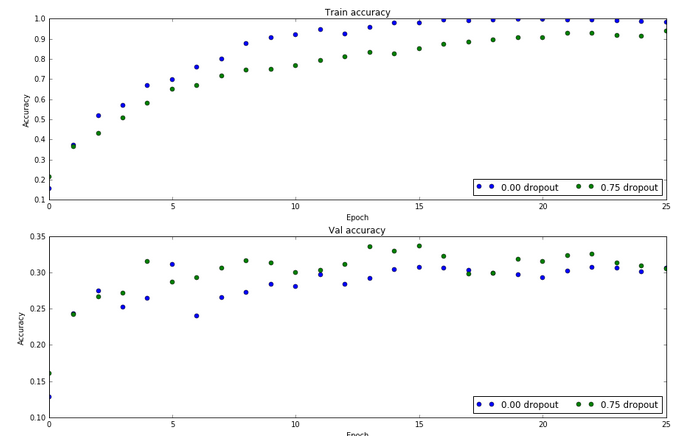 Train accuracy
1.0
0.9
0.8
0.7
0.6
0.5
0.4
0.3
0.2
0.1
Accuracy
0.00 dropout 0.75 dropout
0 5 10 15 20 25
Epoch
Val accuracy
0.35
0.30
0.25
0.20
0.15
0.10
Accuracy
0.00 dropout 0.75 dropout
0 5 10 15 20 25
Epoch